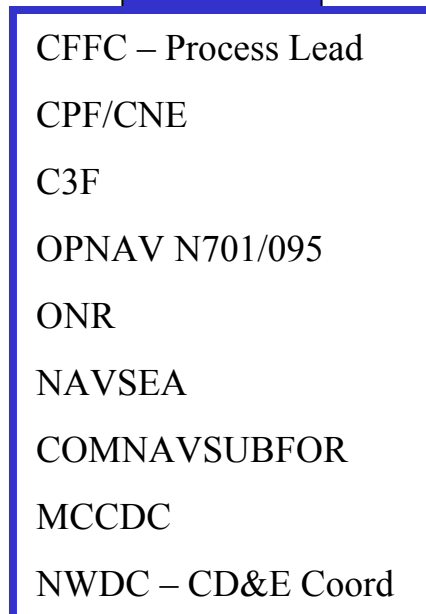 CFFC – Process Lead
CPF/CNE
C3F
OPNAV N701/095
ONR
NAVSEA
COMNAVSUBFOR
MCCDC
NWDC – CD&E Coord